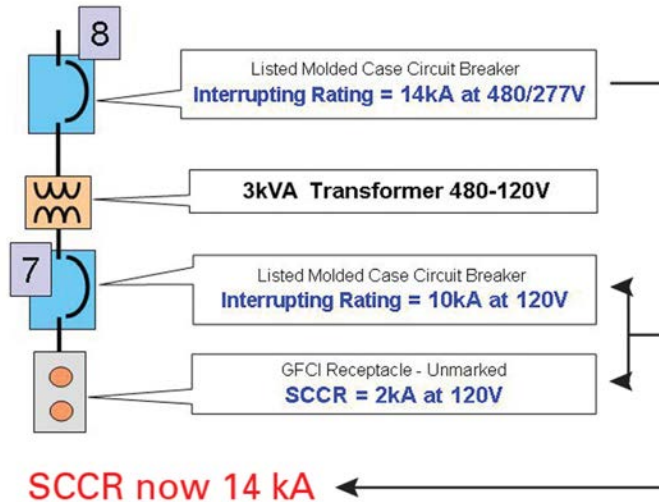 8
Listed Molded Case Circuit Breaker
Interrupting Rating = 14kA at 480/277V
3kVA Transformer 480-120V
7
Listed Molded Case Circuit Breaker
Interrupting Rating = 10kA at 120V
GFCI Receptacle - Unmarked
SCCR = 2kA at 120V
SCCR now 14 kA